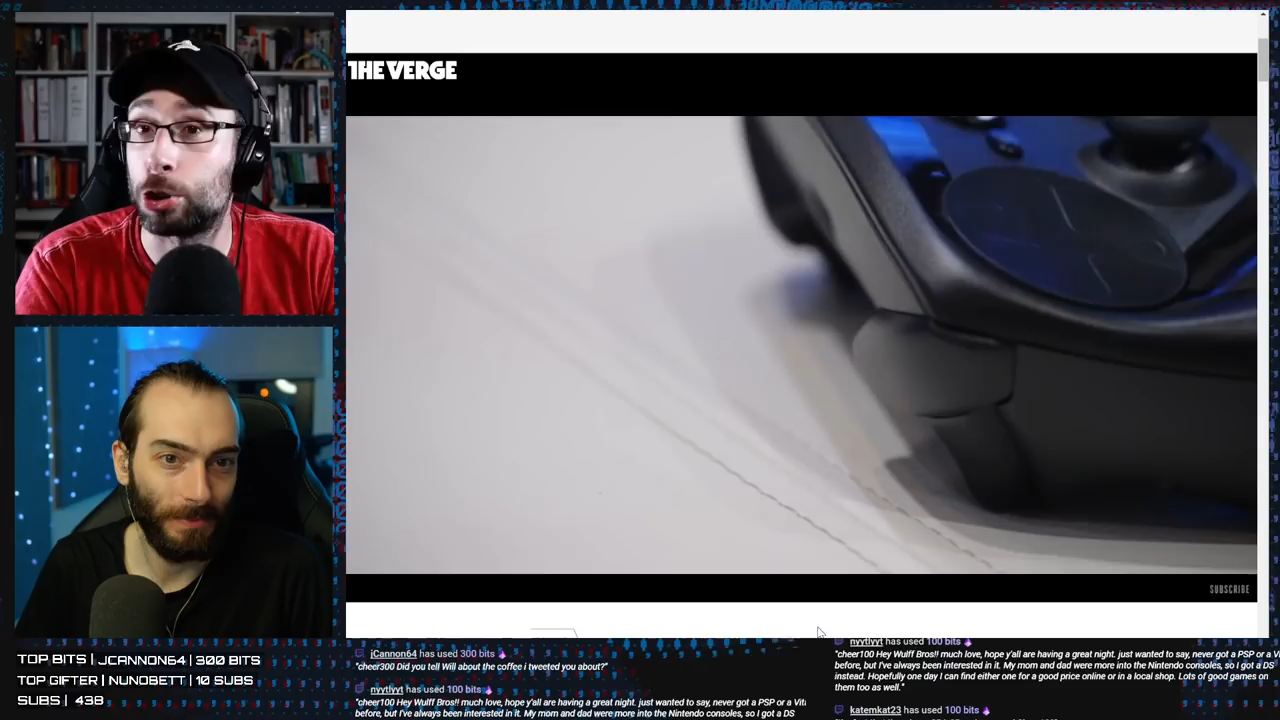 THE VERGE
SUBSCRIBE
TOP BITS | JCANNON64 | 300 BITS
TOP GIFTER | NUNOBETT | 10 SUBS
SUBS | 438
jCannon64 has used 300 bits
"cheer300 Did you tell Will about the coffee i tweeted you about?"
nyytlyyt has used 100 bits
"cheer100 Hey Wulff Bros!! much love, hope y'all are having a great night. just wanted to say, never got a PSP or a Vita
before, but I've always been interested in it. My mom and dad were more into the Nintendo consoles, so I got a DS
nyytlyyt has used 100 bits
"cheer100 Hey Wulff Bros!! much love, hope y'all are having a great night. just wanted to say, never got a PSP or a Vi
before, but I've always been interested in it. My mom and dad were more into the Nintendo consoles, so I got a DS
instead. Hopefully one day I can find either one for a good price online or in a local shop. Lots of good games on
them too as well."
katemkat23 has used 100 bits